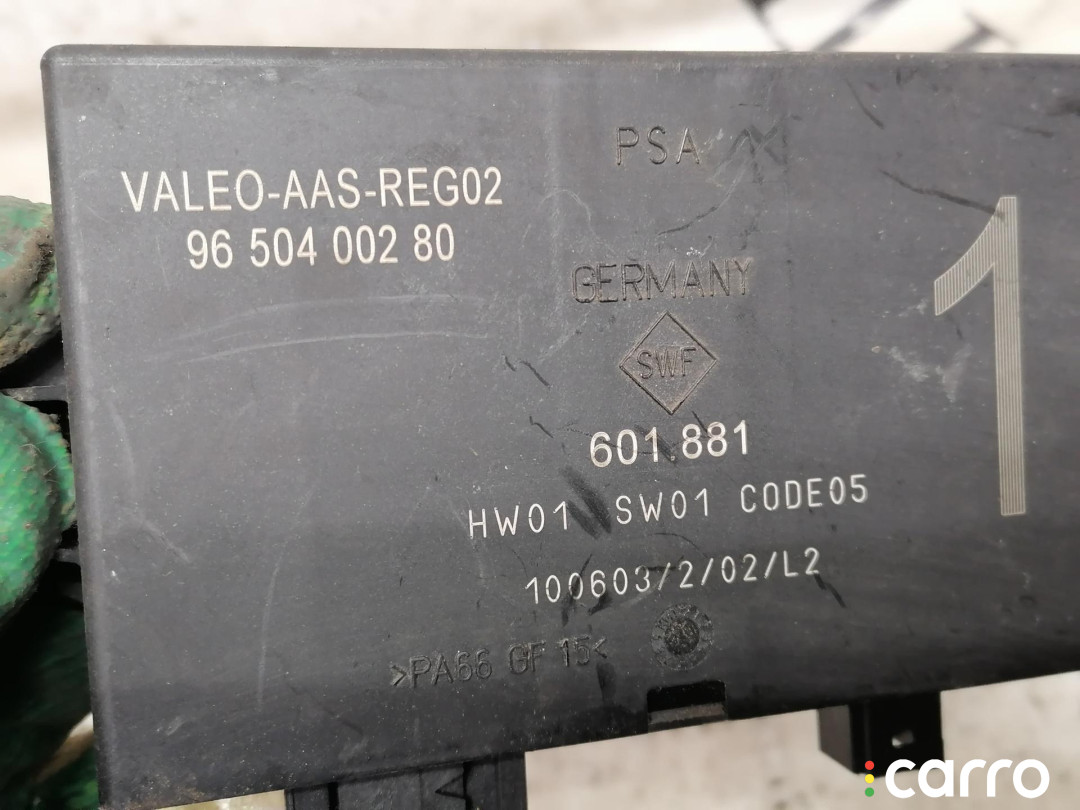 PSA
VALEO-AAS-REG02
96 504 002 80
GERMANY
SWF
1
601.881
HW01 SW01 CODE05
100603/2/02/L2
>PA66 GF 15<
carro